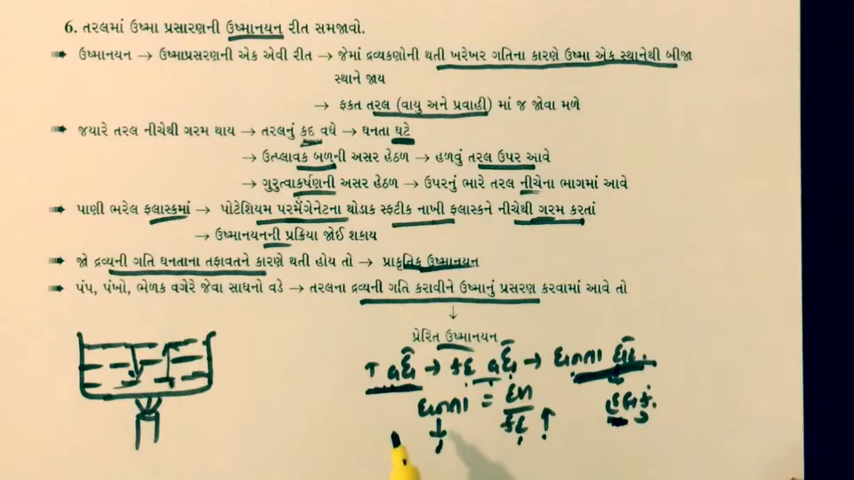 6. તરલમાં ઉષ્મા પ્રસારણની ઉષ્માનયન રીત સમજાવો.
➠ ઉષ્માનયન → ઉષ્માપ્રસરણની એક એવી રીત → જેમાં દ્રવ્યકણોની થતી ખરેખર ગતિના કારણે ઉષ્મા એક સ્થાનેથી બીજા
સ્થાને જાય
→ ફક્ત તરલ (વાયુ અને પ્રવાહી) માં જ જોવા મળે
➠ જયારે તરલ નીચેથી ગરમ થાય → તરલનું કદ વધે → ઘનતા ઘટે
→ ઉત્પ્લાવક બળની અસર હેઠળ → હળવું તરલ ઉપર આવે
→ ગુરુત્વાકર્ષણની અસર હેઠળ → ઉપરનું ભારે તરલ નીચેના ભાગમાં આવે
➠ પાણી ભરેલ ફલાસ્કમાં → પોટેશિયમ પરમેંગેનેટના થોડાક સ્ફટીક નાખી ફલાસ્કને નીચેથી ગરમ કરતાં
→ ઉષ્માનયનની પ્રક્રિયા જોઈ શકાય
➠ જો દ્રવ્યની ગતિ ઘનતાના તફાવતને કારણે થતી હોય તો → પ્રાકૃતિક ઉષ્માનયન
➠ પંપ, પંખો, ભેળક વગેરે જેવા સાધનો વડે → તરલના દ્રવ્યની ગતિ કરાવીને ઉષ્માનું પ્રસરણ કરવામાં આવે તો
↓
પ્રેરિત ઉષ્માનયન
T વધે → કદ વધે → ઘનતા ઘટે.
ઘનતા = દળ / કદ ↑
↓